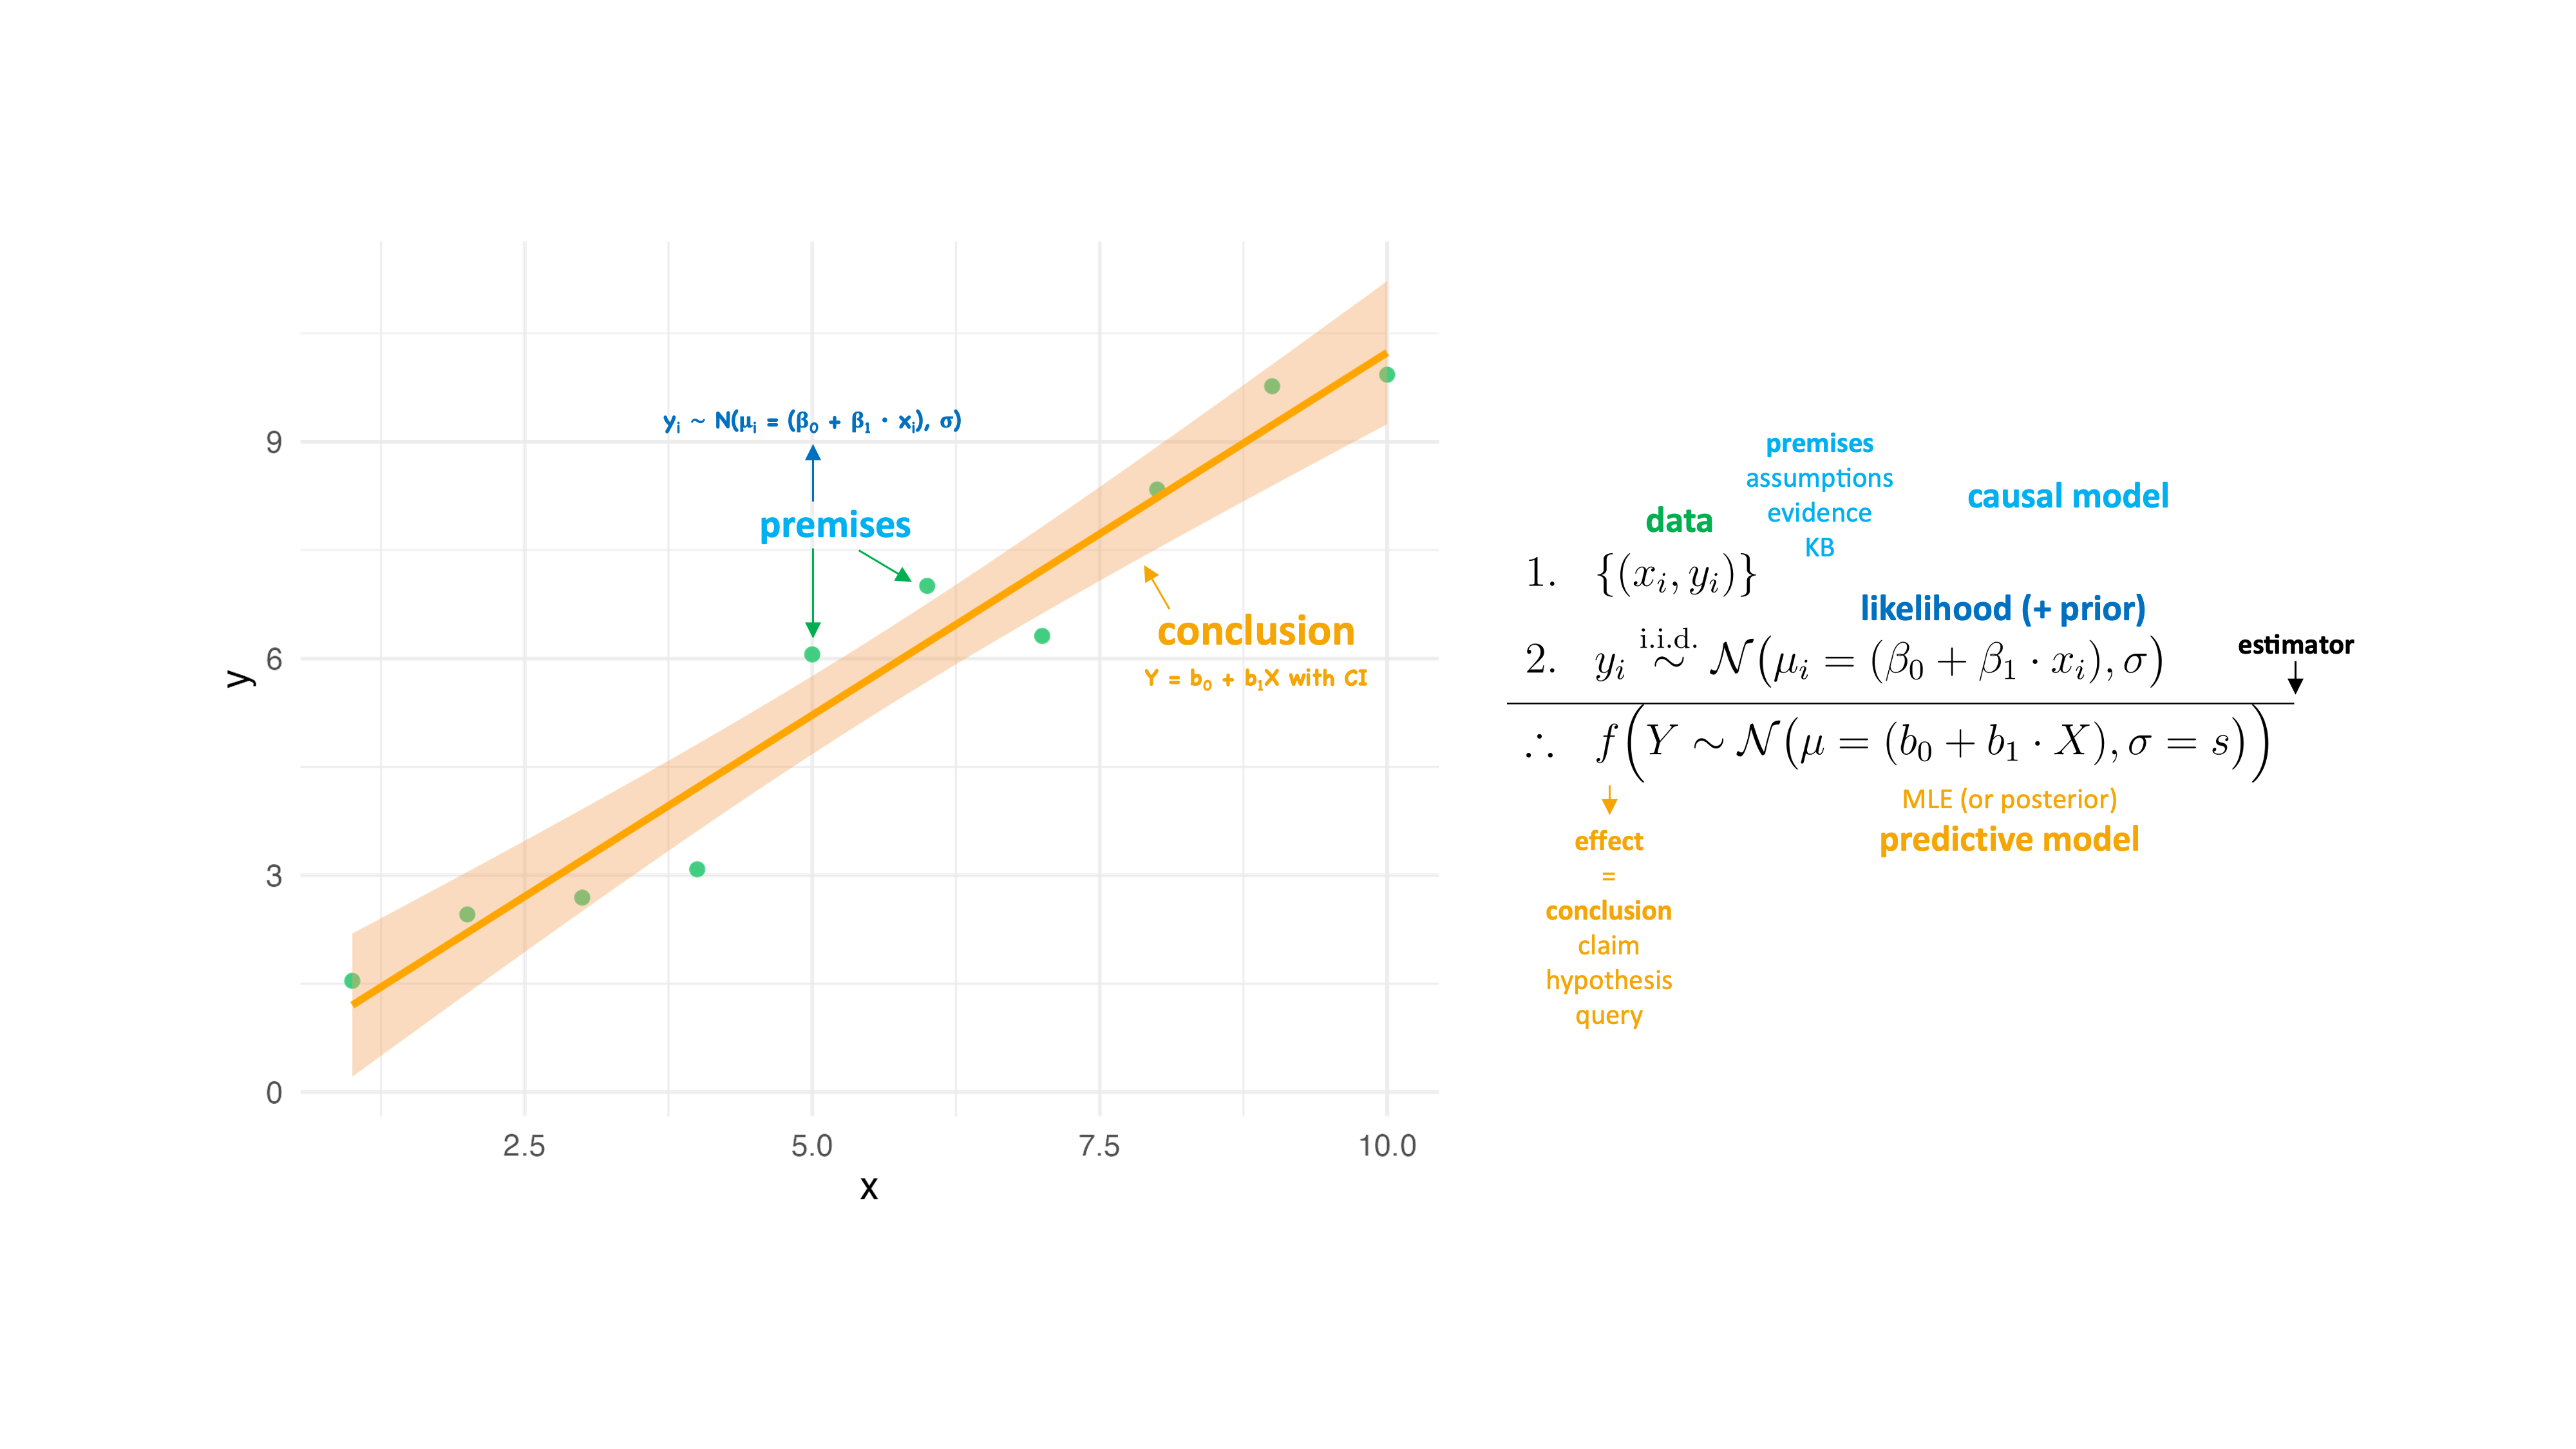 yᵢ ~ N(μᵢ = (β₀ + β₁ · xᵢ), σ)
premises
conclusion
Y = b₀ + b₁X with CI
9
6
3
0
y
2.5
5.0
7.5
10.0
x
premises
assumptions
evidence
KB
causal model
data
1. {(xᵢ, yᵢ)}
likelihood (+ prior)
i.i.d.
2. yᵢ ∼ 𝒩(μᵢ = (β₀ + β₁ · xᵢ), σ)
estimator
∴ f(Y ∼ 𝒩(μ = (b₀ + b₁ · X), σ = s))
MLE (or posterior)
predictive model
effect
=
conclusion
claim
hypothesis
query